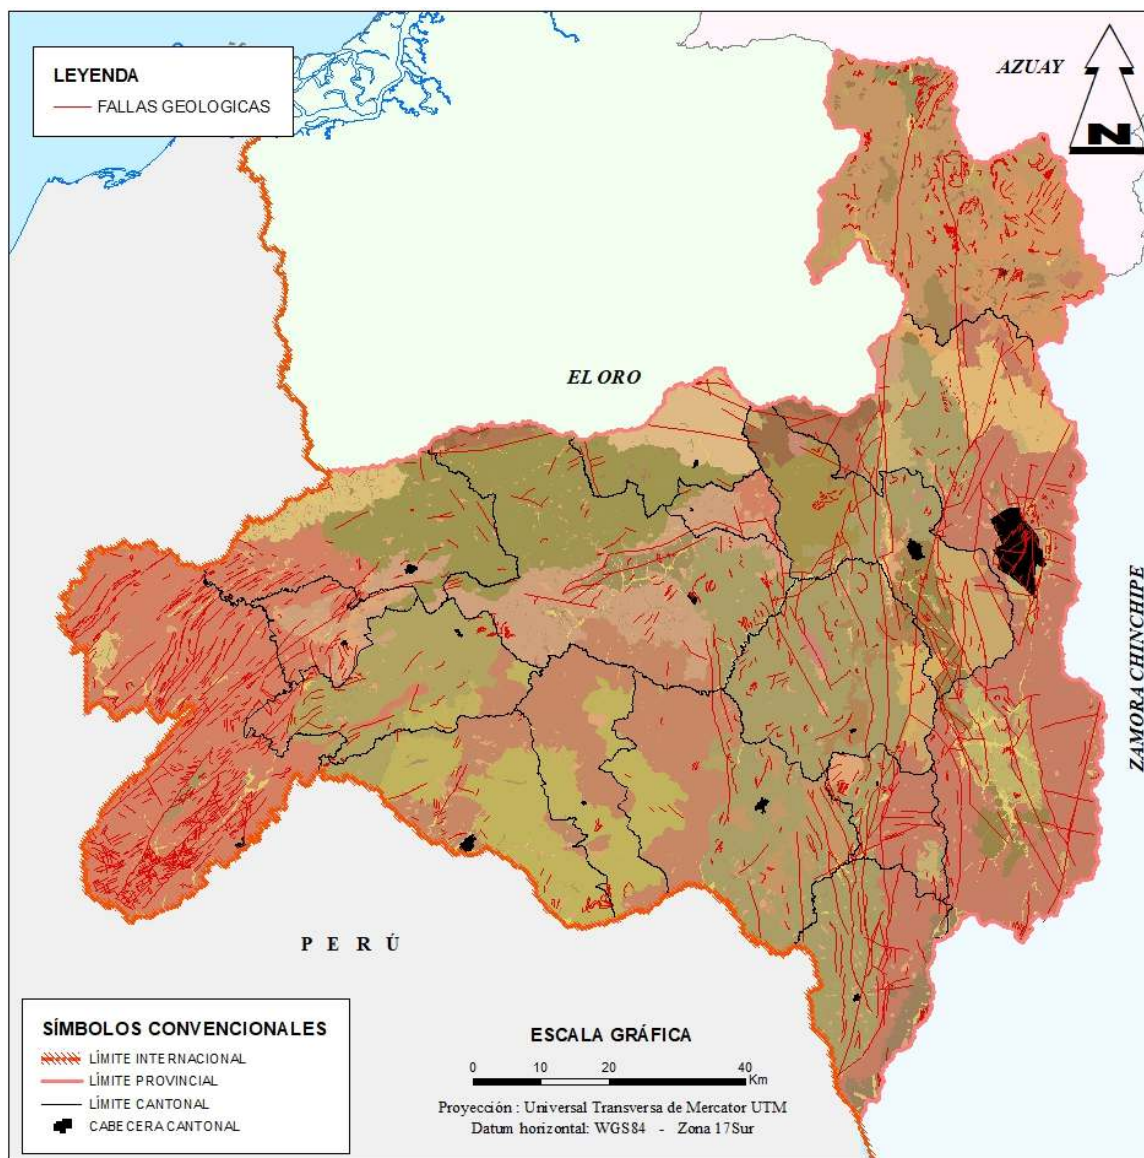 LEYENDA
FALLAS GEOLOGICAS
AZUAY
N
EL ORO
ZAMORA CHINCHIPE
P E R Ú
SÍMBOLOS CONVENCIONALES
LÍMITE INTERNACIONAL
LÍMITE PROVINCIAL
LÍMITE CANTONAL
CABECERA CANTONAL
ESCALA GRÁFICA
0 10 20 40
Km
Proyección : Universal Transversa de Mercator UTM
Datum horizontal: WGS84 - Zona 17Sur